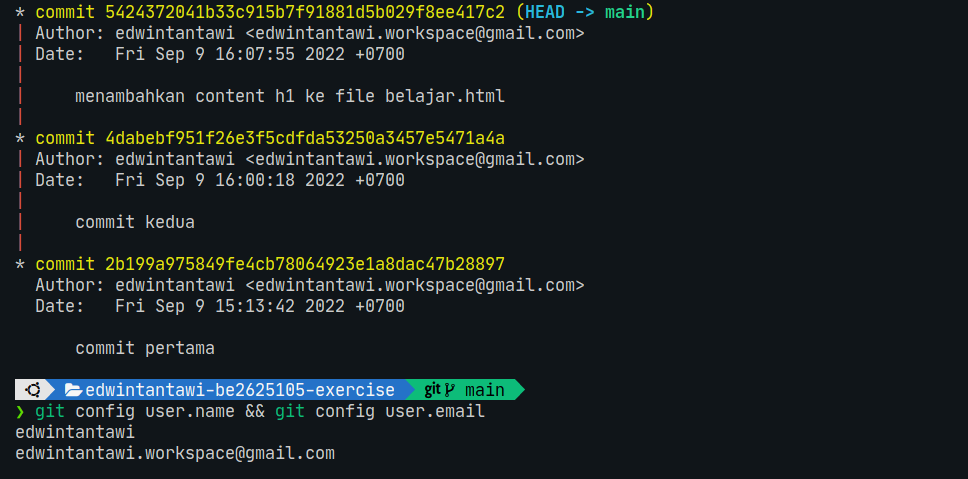 * commit 5424372041b33c915b7f91881d5b029f8ee417c2 (HEAD -> main)
| Author: edwintantawi <edwintantawi.workspace@gmail.com>
| Date:   Fri Sep 9 16:07:55 2022 +0700
|
|     menambahkan content h1 ke file belajar.html
|
* commit 4dabebf951f26e3f5cdfda53250a3457e5471a4a
| Author: edwintantawi <edwintantawi.workspace@gmail.com>
| Date:   Fri Sep 9 16:00:18 2022 +0700
|
|     commit kedua
|
* commit 2b199a975849fe4cb78064923e1a8dac47b28897
  Author: edwintantawi <edwintantawi.workspace@gmail.com>
  Date:   Fri Sep 9 15:13:42 2022 +0700

      commit pertama

edwintantawi-be2625105-exercise git main
❯ git config user.name && git config user.email
edwintantawi
edwintantawi.workspace@gmail.com